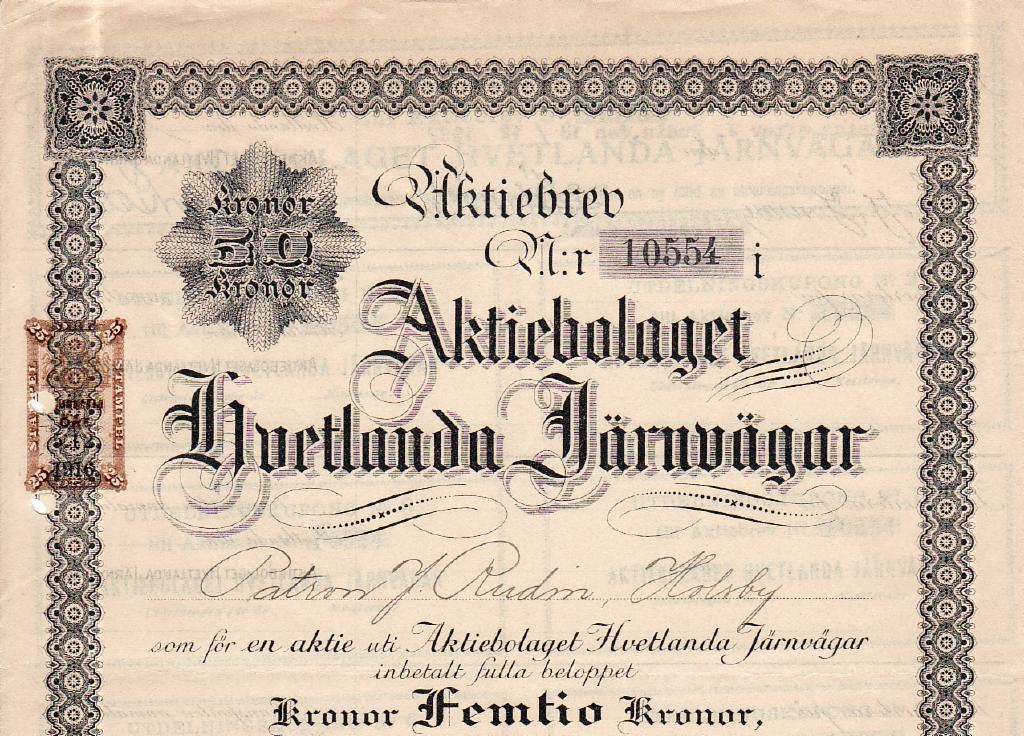 Kronor
50
Kronor
Aktiebrev
N:r 10554 i
Aktiebolaget
Hvetlanda Järnvägar
1916
Patron J. Rudin, Holsby
som för en aktie uti Aktiebolaget Hvetlanda Järnvägar
inbetalt fulla beloppet
Kronor Femtio Kronor,